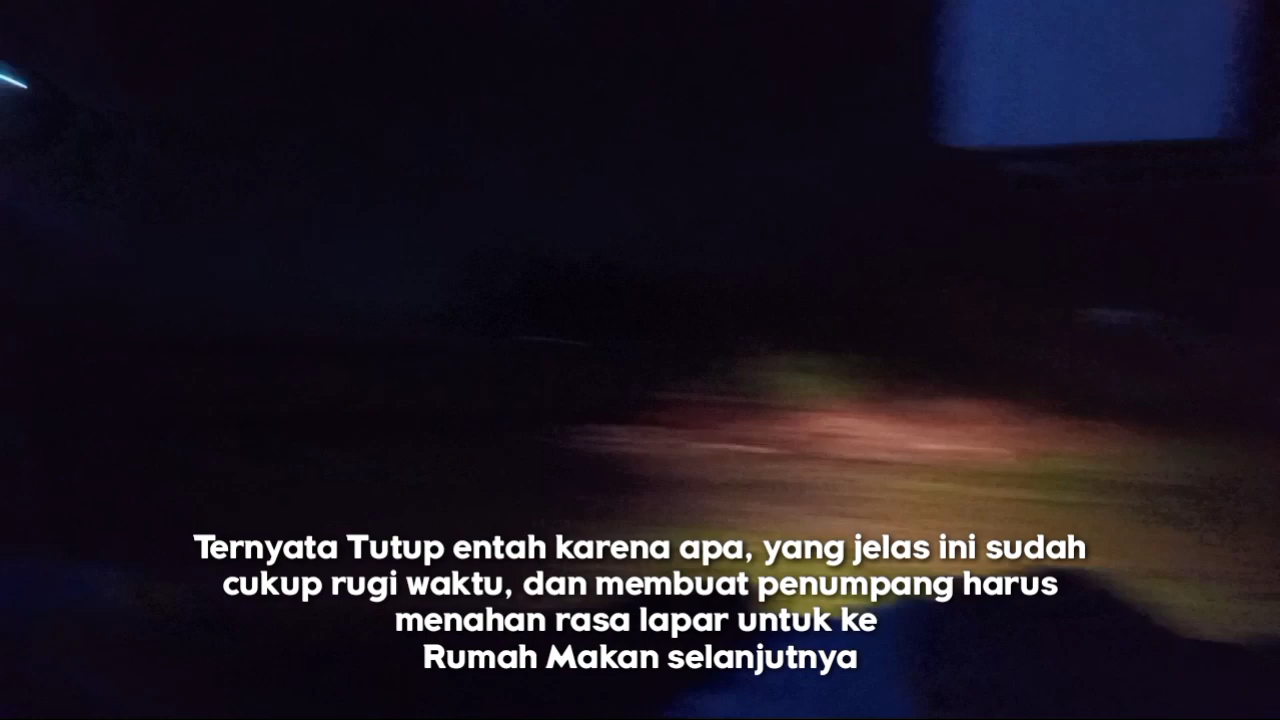 Ternyata Tutup entah karena apa, yang jelas ini sudah
cukup rugi waktu, dan membuat penumpang harus
menahan rasa lapar untuk ke
Rumah Makan selanjutnya